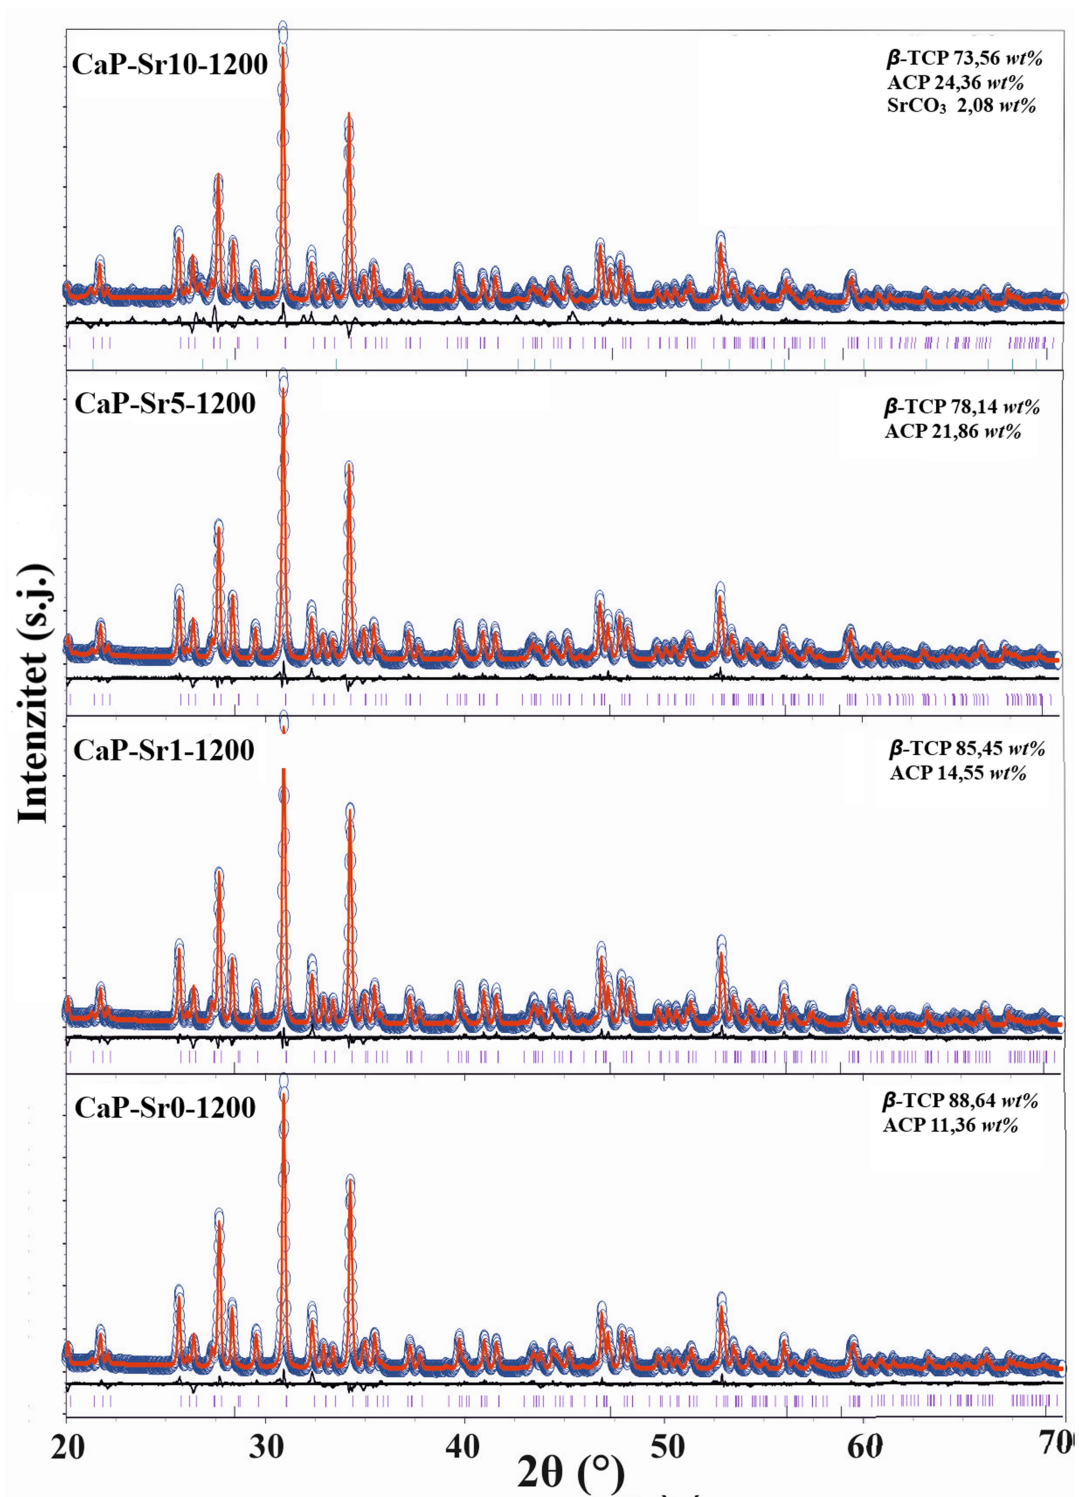 CaP-Sr10-1200
β-TCP 73,56 wt%
ACP 24,36 wt%
SrCO₃ 2,08 wt%
CaP-Sr5-1200
β-TCP 78,14 wt%
ACP 21,86 wt%
CaP-Sr1-1200
β-TCP 85,45 wt%
ACP 14,55 wt%
CaP-Sr0-1200
β-TCP 88,64 wt%
ACP 11,36 wt%
Intenzitet (s.j.)
20 30 40 50 60 70
2θ (°)